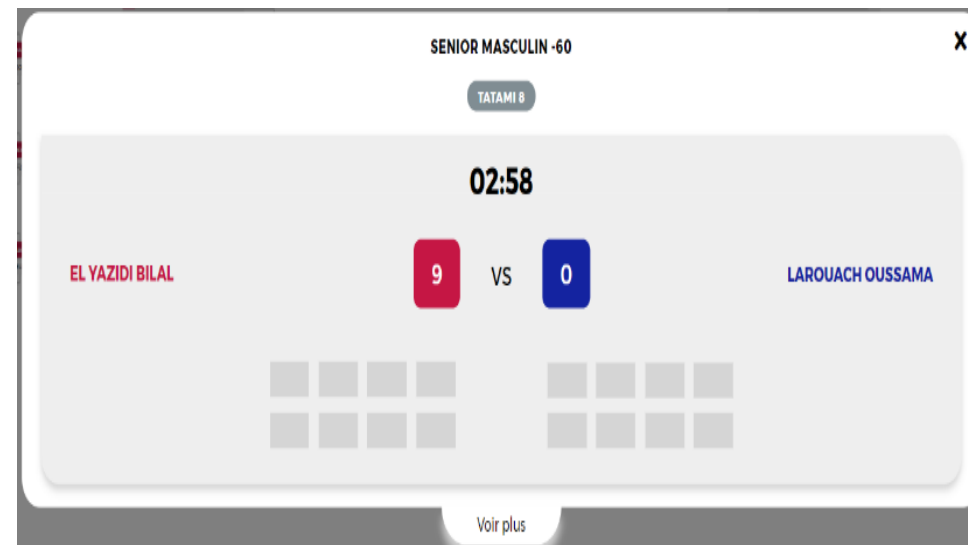 SENIOR MASCULIN -60
X
TATAMI 8
02:58
EL YAZIDI BILAL 9 VS 0 LAROUACH OUSSAMA
Voir plus